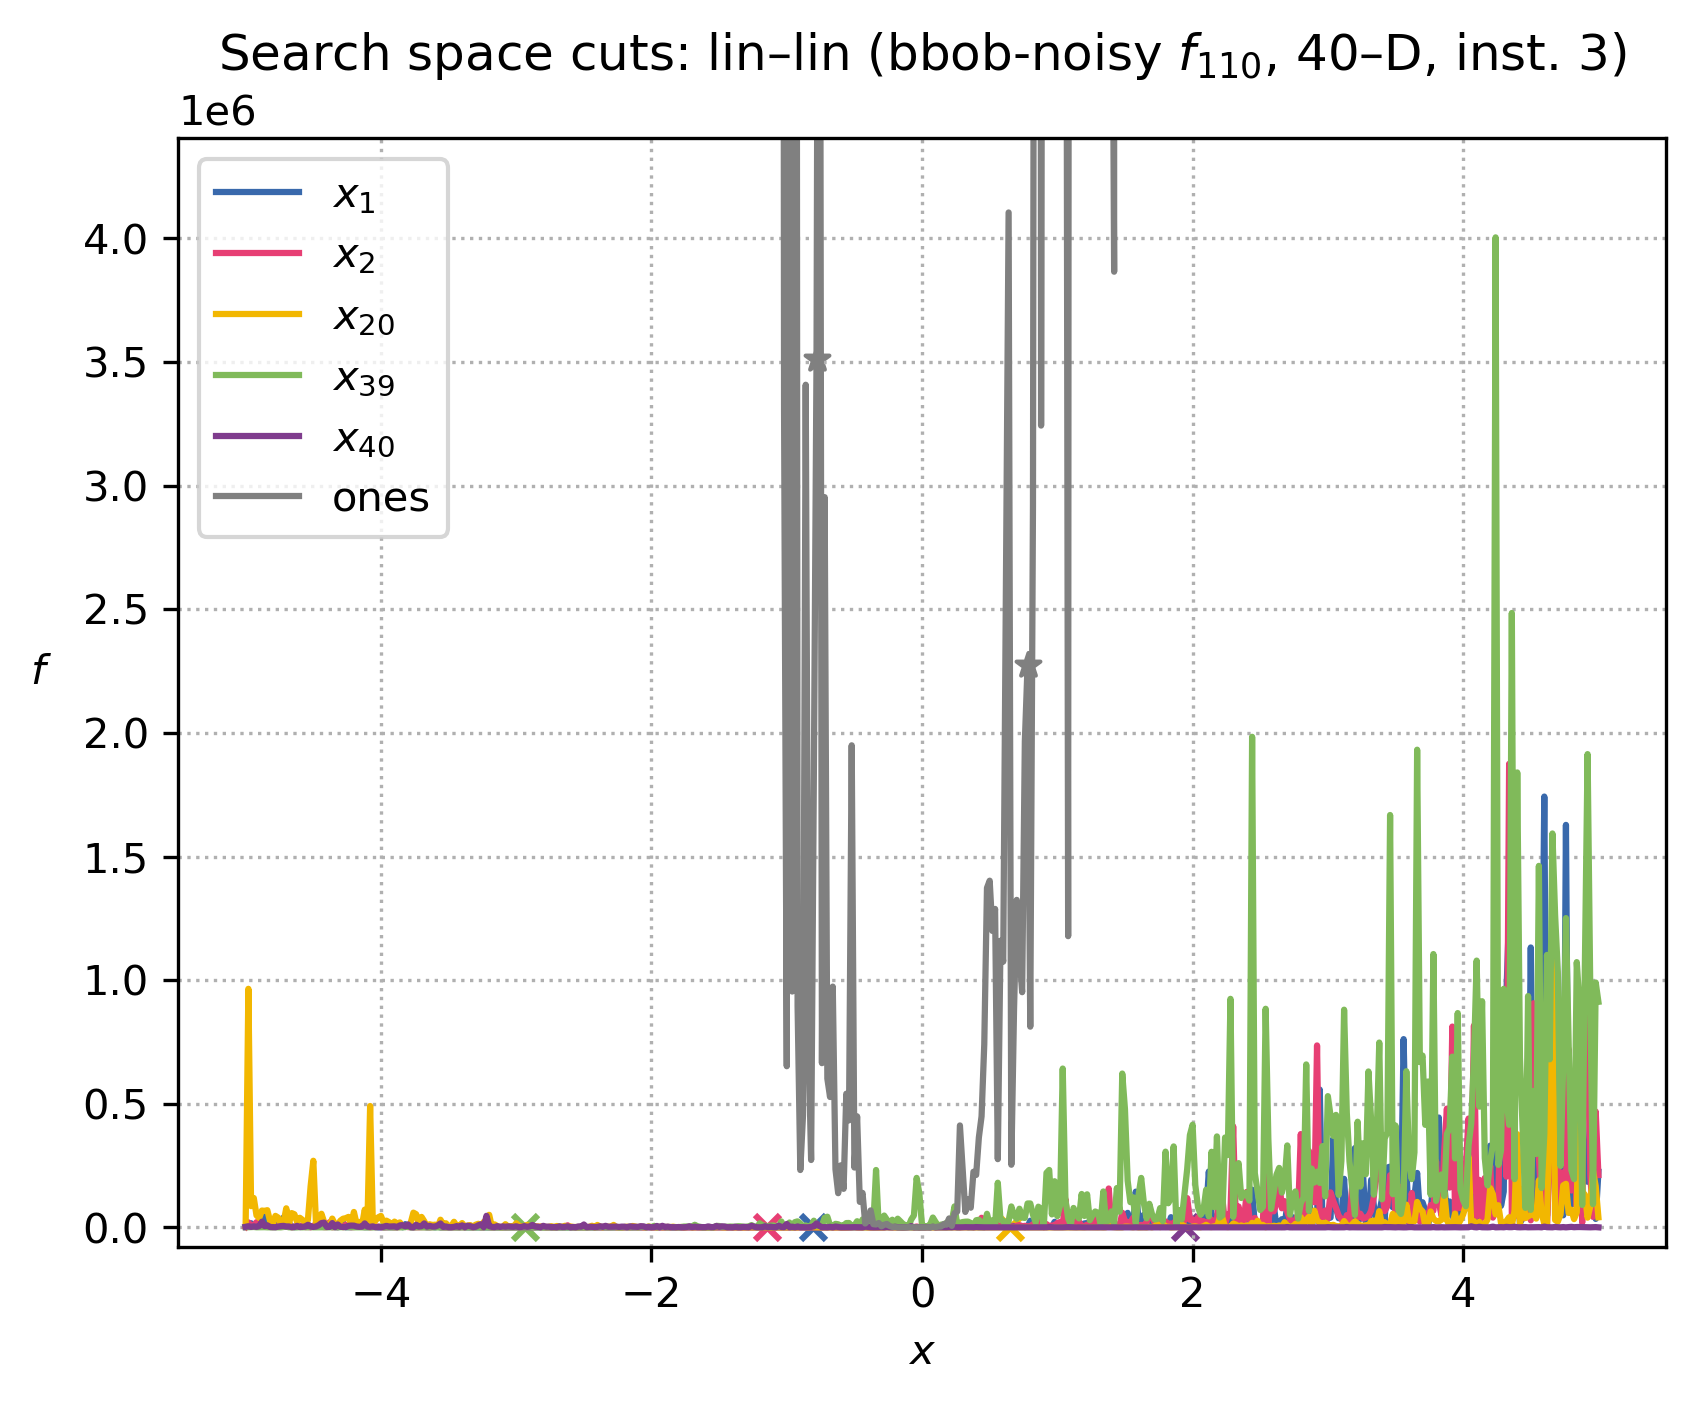 Search space cuts: lin–lin (bbob-noisy f₁₁₀, 40–D, inst. 3)
1e6
x₁
x₂
x₂₀
x₃₉
x₄₀
ones
4.0
3.5
3.0
2.5
2.0
1.5
1.0
0.5
0.0
f
−4 −2 0 2 4
x